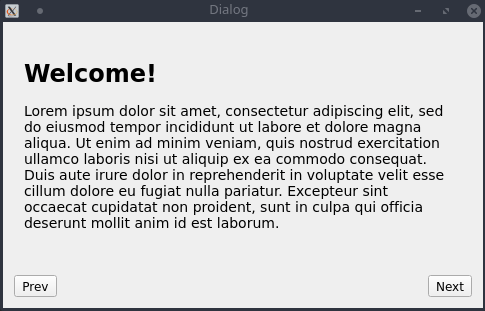 Dialog
Welcome!
Lorem ipsum dolor sit amet, consectetur adipiscing elit, sed
do eiusmod tempor incididunt ut labore et dolore magna
aliqua. Ut enim ad minim veniam, quis nostrud exercitation
ullamco laboris nisi ut aliquip ex ea commodo consequat.
Duis aute irure dolor in reprehenderit in voluptate velit esse
cillum dolore eu fugiat nulla pariatur. Excepteur sint
occaecat cupidatat non proident, sunt in culpa qui officia
deserunt mollit anim id est laborum.
Prev
Next